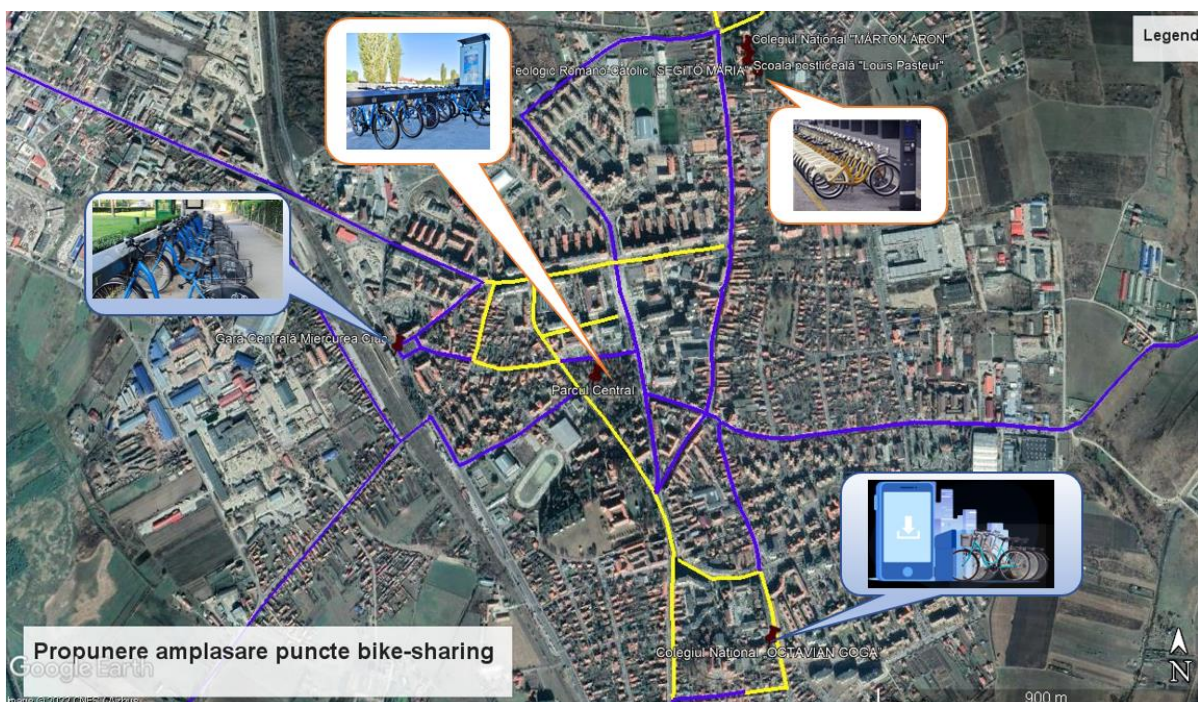 Legend
Colegiul Național "MÁRTON ÁRON"
Teologic Romano-Catolic „SEGÍTŐ MÁRIA"
Școala postliceală "Louis Pasteur"
Gara Centrală Miercurea Ciuc
Parcul Central
Colegiul Național „OCTAVIAN GOGA"
Propunere amplasare puncte bike-sharing
Google Earth
900 m
N